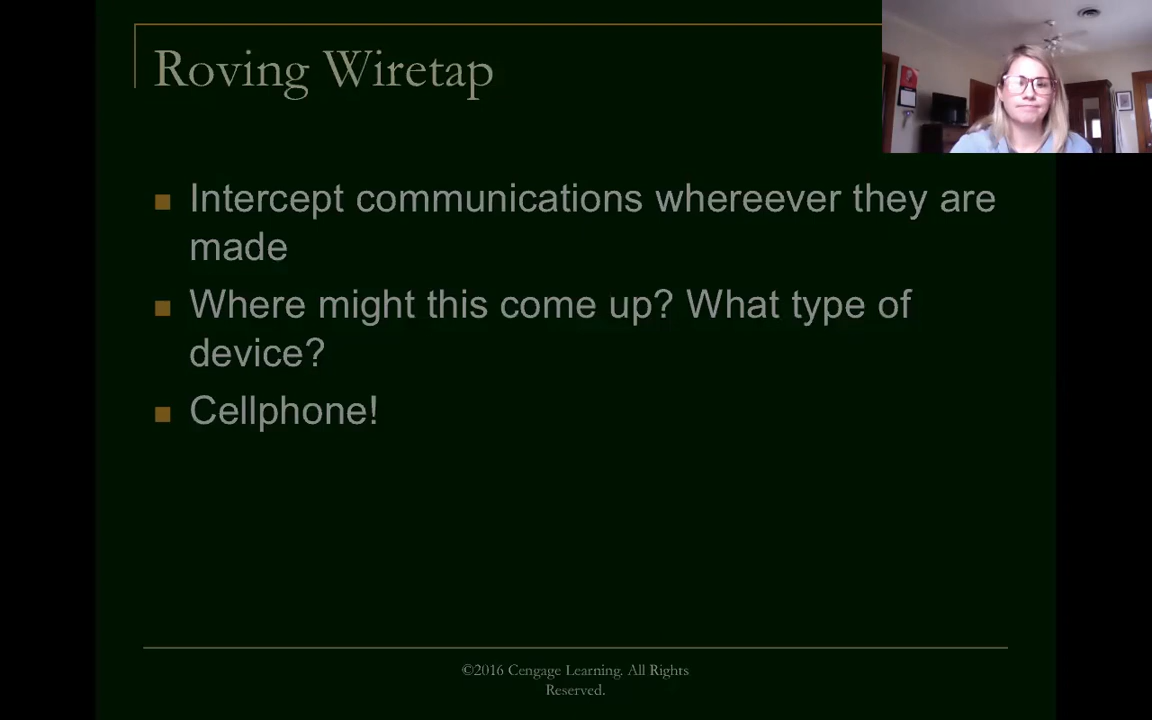 Roving Wiretap
Intercept communications whereever they are
made
Where might this come up? What type of
device?
Cellphone!
©2016 Cengage Learning. All Rights
Reserved.